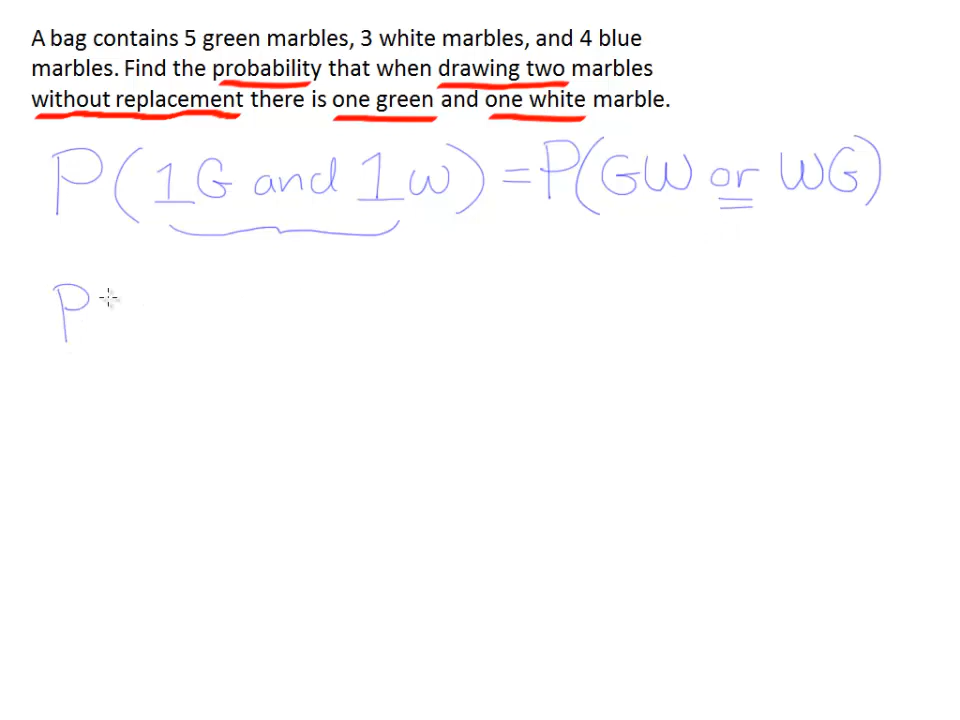 A bag contains 5 green marbles, 3 white marbles, and 4 blue
marbles. Find the probability that when drawing two marbles
without replacement there is one green and one white marble.
P(1G and 1W) = P(GW or WG)
P